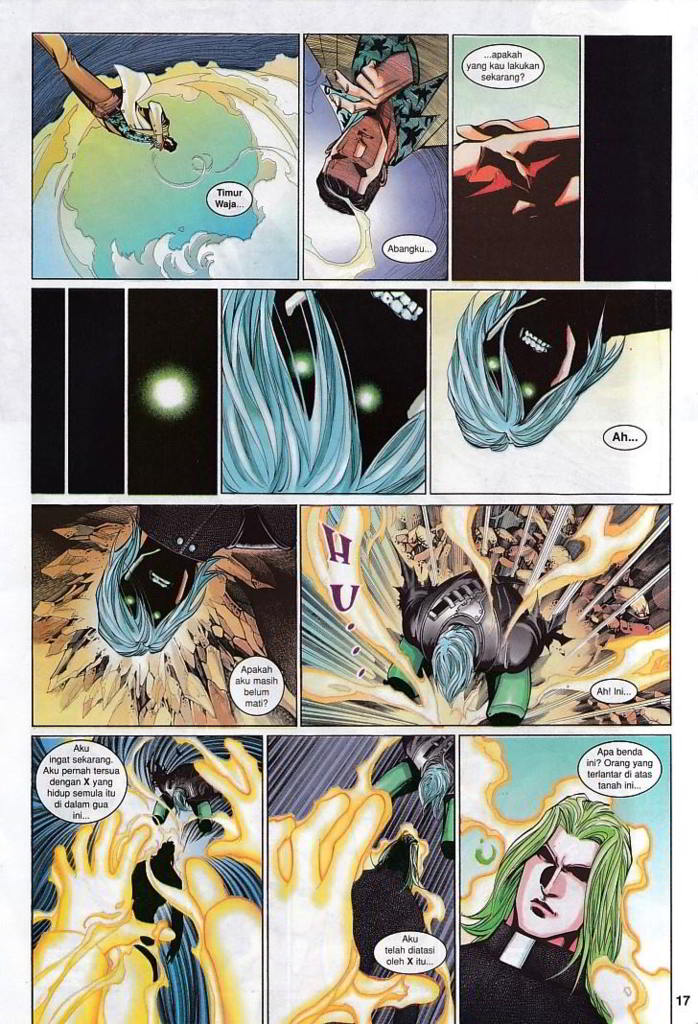 Timur
Waja...
Abangku...
...apakah
yang kau lakukan
sekarang?
Ah...
Apakah
aku masih
belum
mati?
HU...
Ah! Ini...
Aku
ingat sekarang.
Aku pernah tersua
dengan X yang
hidup semula itu
di dalam gua
ini...
Aku
telah diatasi
oleh X itu...
Apa benda
ini? Orang yang
terlantar di atas
tanah ini...
17